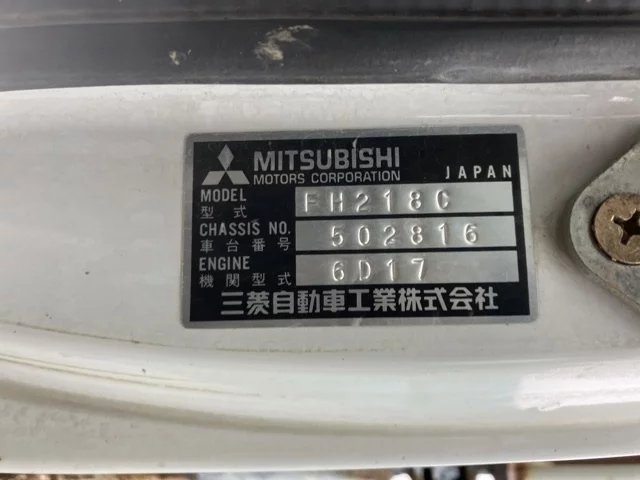 MITSUBISHI
MOTORS CORPORATION JAPAN
MODEL
型式 FH218C
CHASSIS NO.
車台番号 502816
ENGINE
機関型式 6D17
三菱自動車工業株式会社